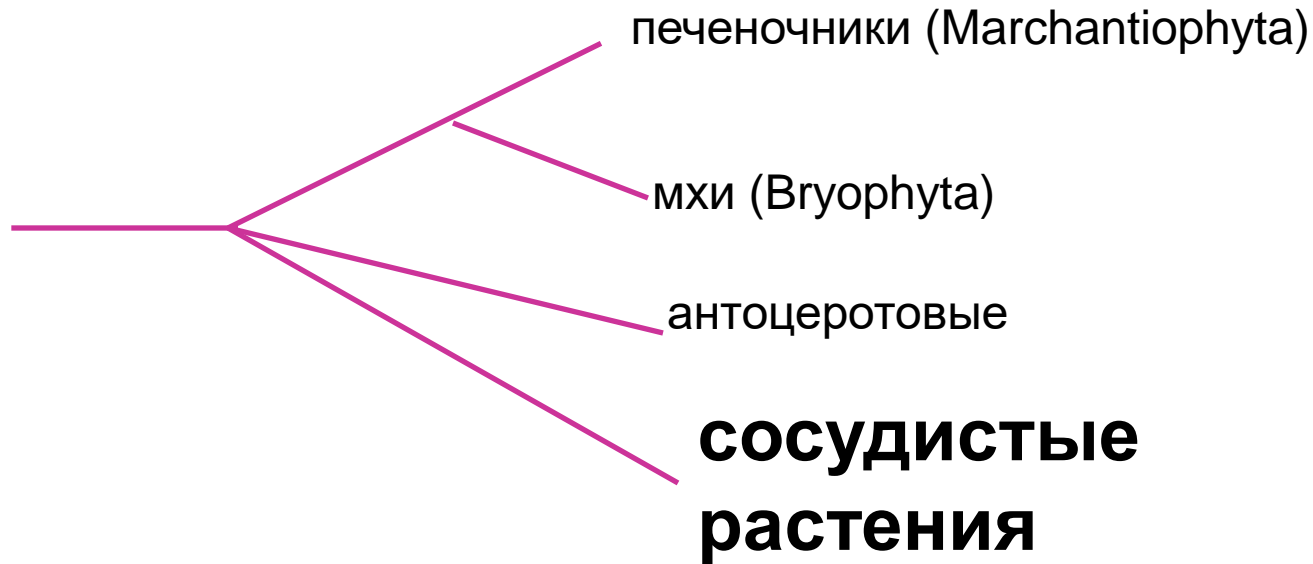 печеночники (Marchantiophyta)
мхи (Bryophyta)
антоцеротовые
сосудистые
растения